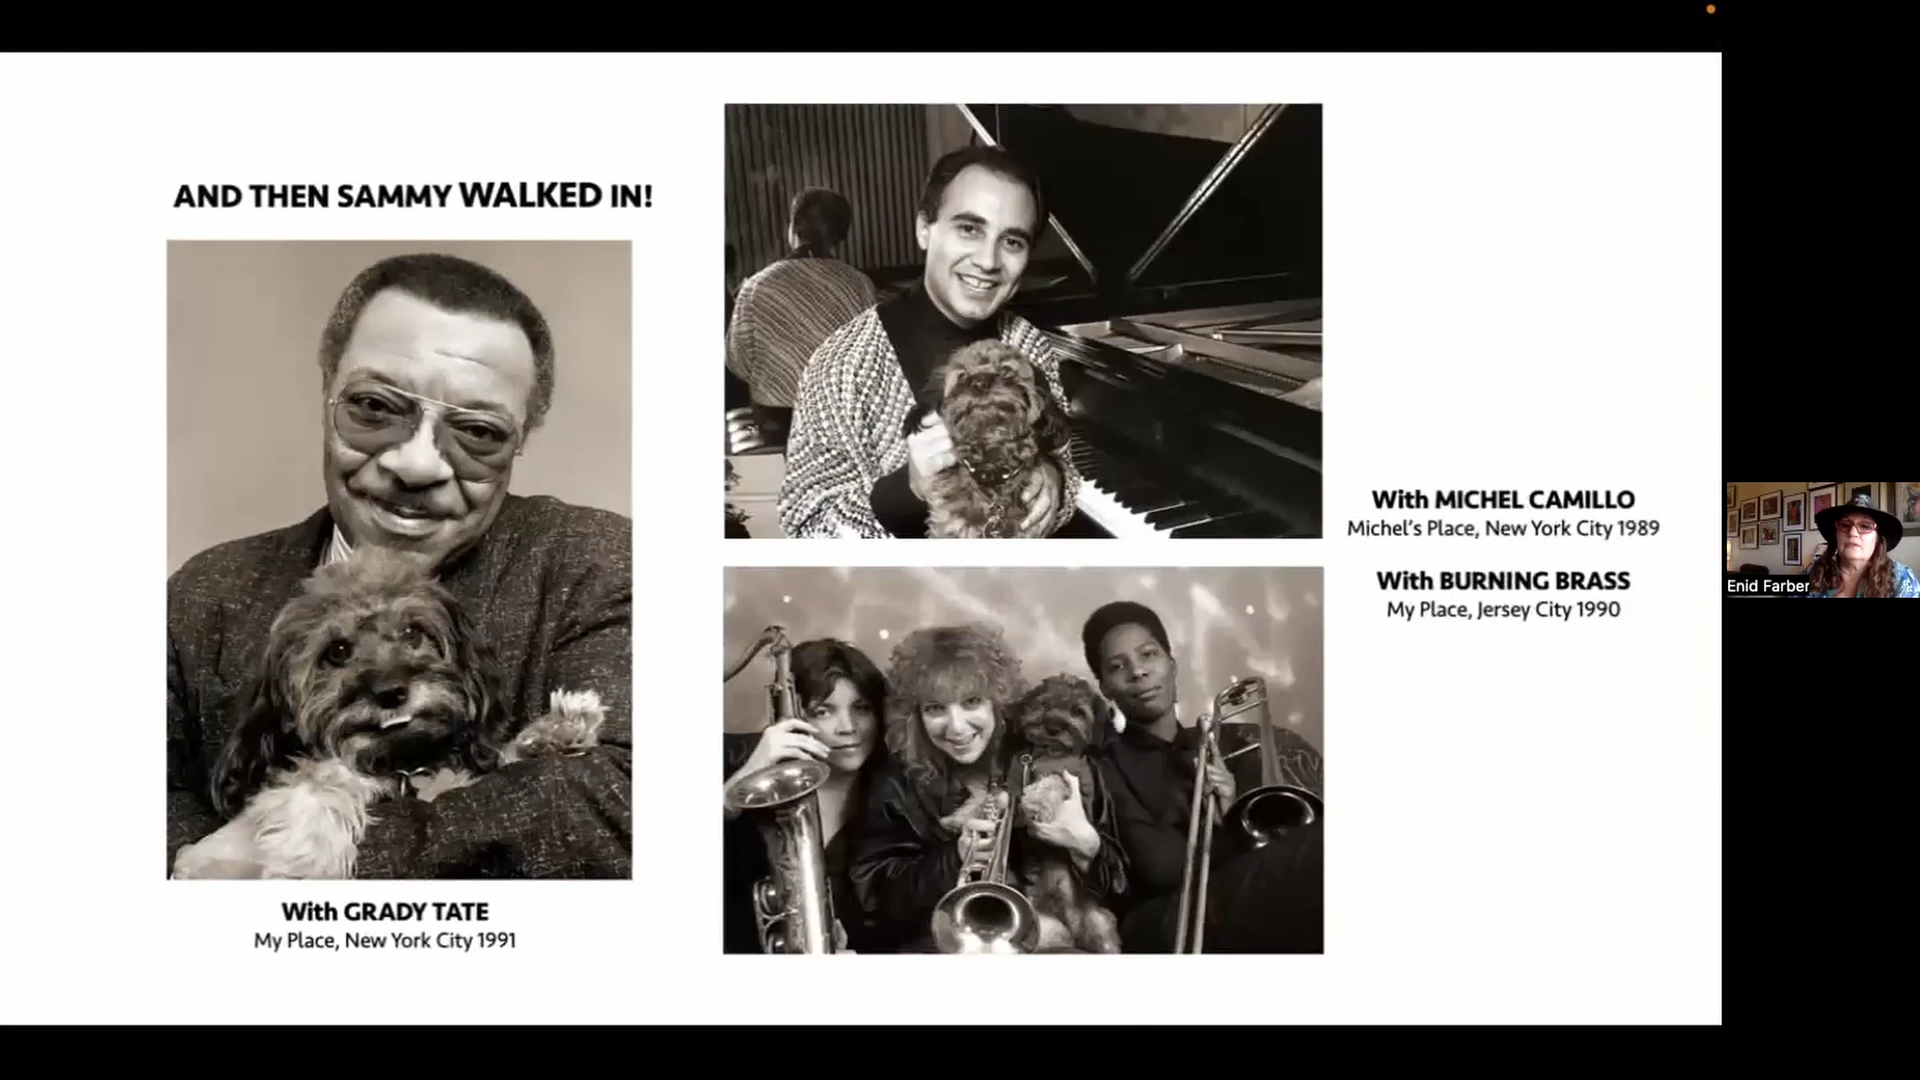 AND THEN SAMMY WALKED IN!
With GRADY TATE
My Place, New York City 1991
With MICHEL CAMILLO
Michel's Place, New York City 1989
With BURNING BRASS
My Place, Jersey City 1990
Enid Farber